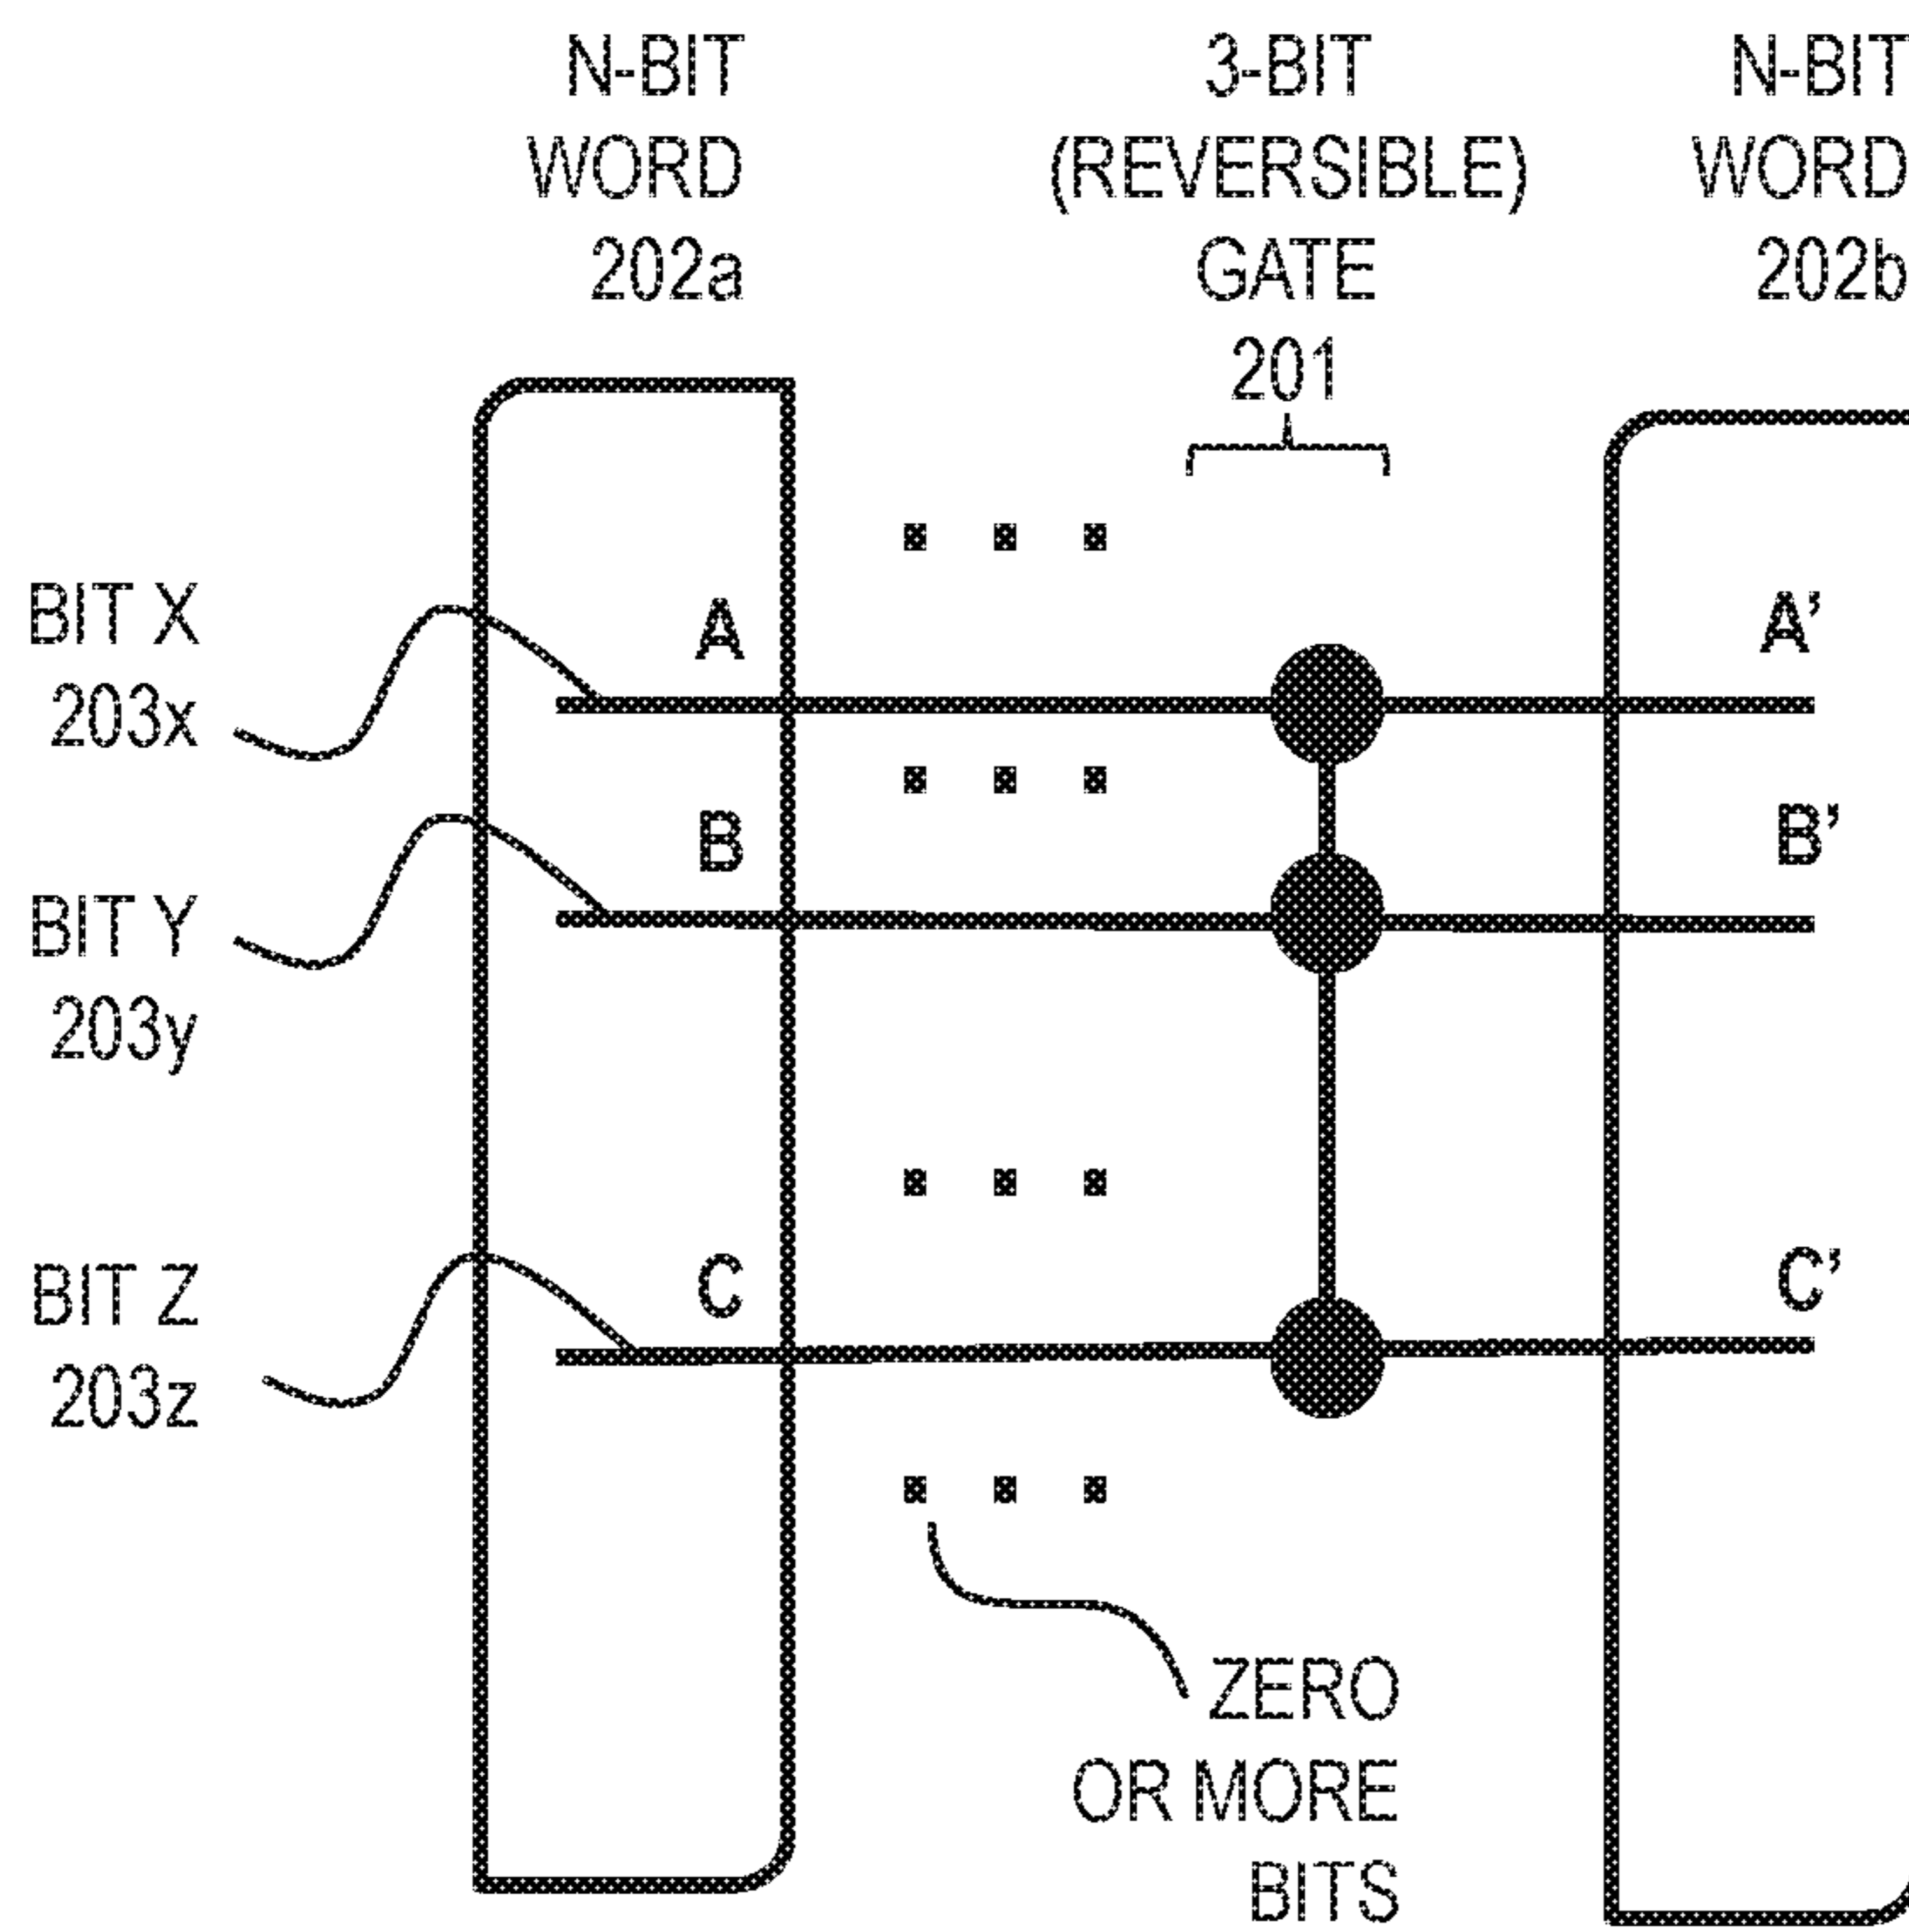 N-BIT
WORD
202a
3-BIT
(REVERSIBLE)
GATE
201
N-BIT
WORD
202b
BIT X
203x
A
A’
BIT Y
203y
B
B’
BIT Z
203z
C
C’
ZERO
OR MORE
BITS